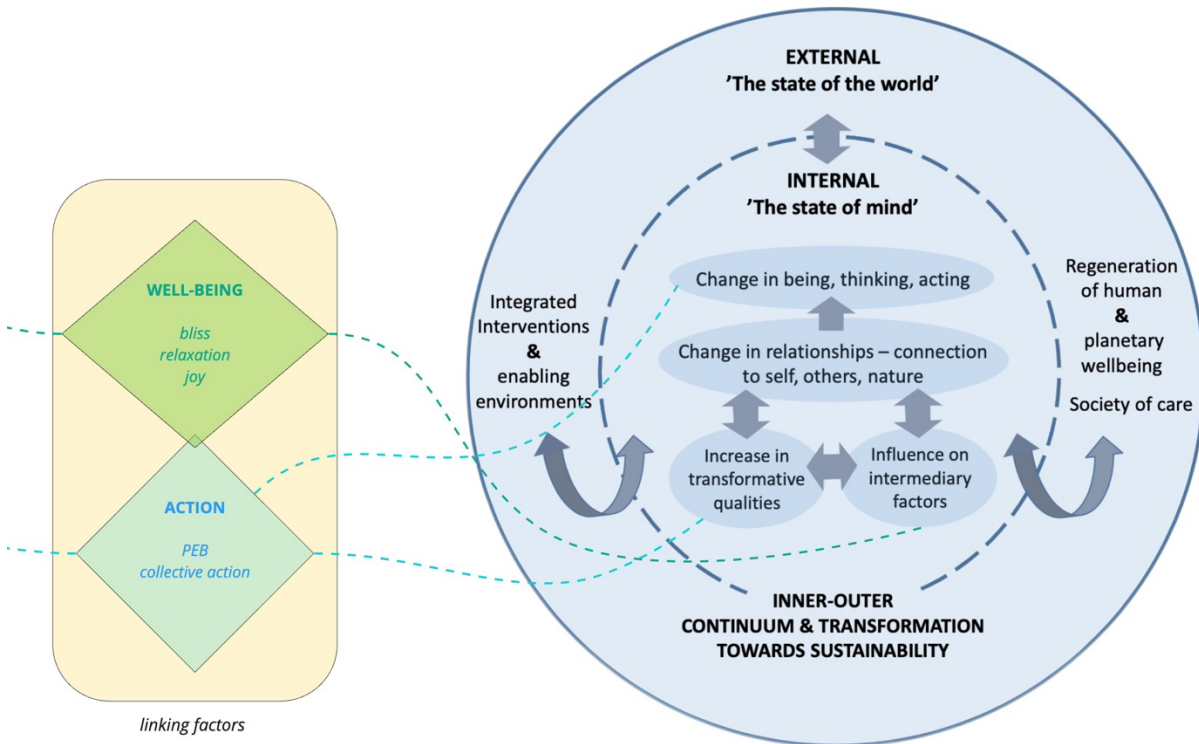 WELL-BEING
bliss
relaxation
joy
ACTION
PEB
collective action
linking factors
EXTERNAL
’The state of the world’
INTERNAL
’The state of mind’
Change in being, thinking, acting
Change in relationships – connection
to self, others, nature
Increase in
transformative
qualities
Influence on
intermediary
factors
Integrated
Interventions
&
enabling
environments
Regeneration
of human
&
planetary
wellbeing
Society of care
INNER-OUTER
CONTINUUM & TRANSFORMATION
TOWARDS SUSTAINABILITY